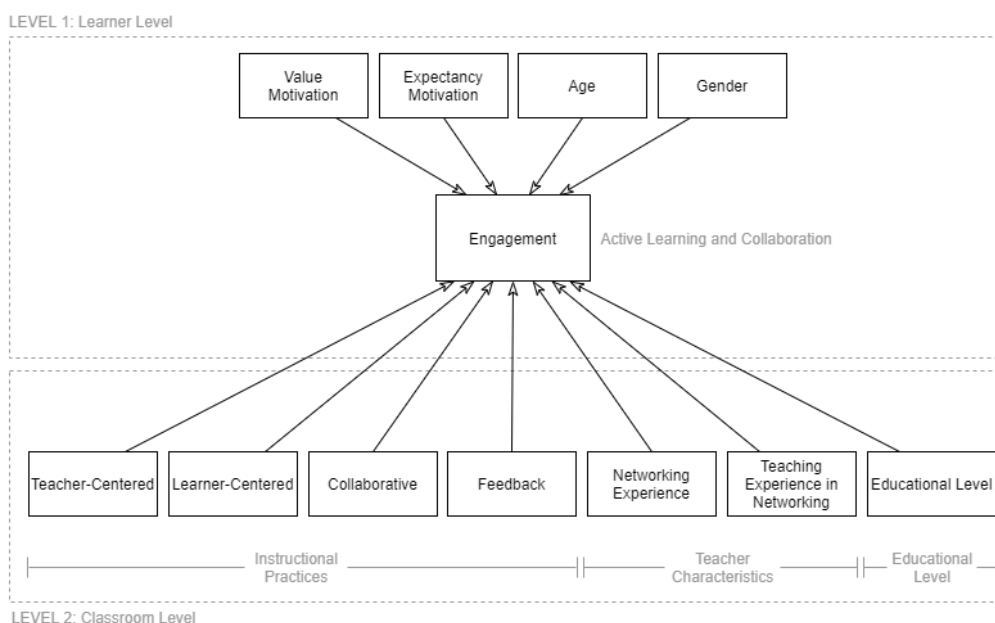 LEVEL 1: Learner Level
Value
Motivation
Expectancy
Motivation
Age
Gender
Engagement
Active Learning and Collaboration
Teacher-Centered
Learner-Centered
Collaborative
Feedback
Networking
Experience
Teaching
Experience in
Networking
Educational Level
Instructional
Practices
Teacher
Characteristics
Educational
Level
LEVEL 2: Classroom Level